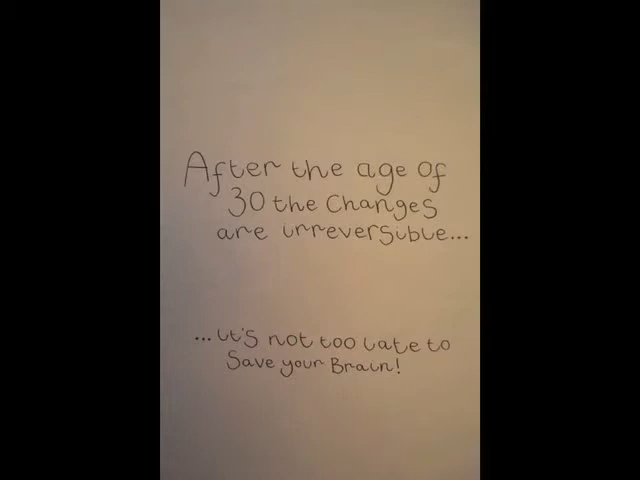 After the age of
30 the Changes
are irreversible...
...it's not too late to
Save your Brain!